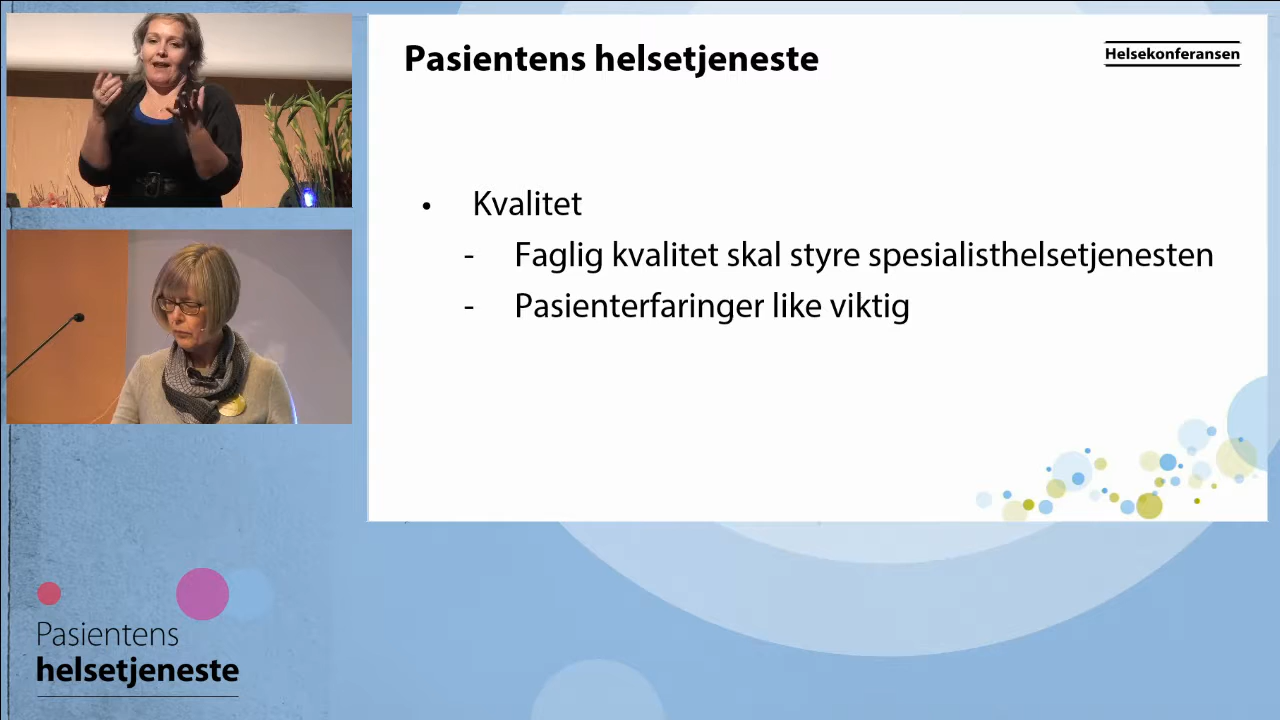 Pasientens helsetjeneste
Helsekonferansen
• Kvalitet
- Faglig kvalitet skal styre spesialisthelsetjenesten
- Pasienterfaringer like viktig
Pasientens
helsetjeneste